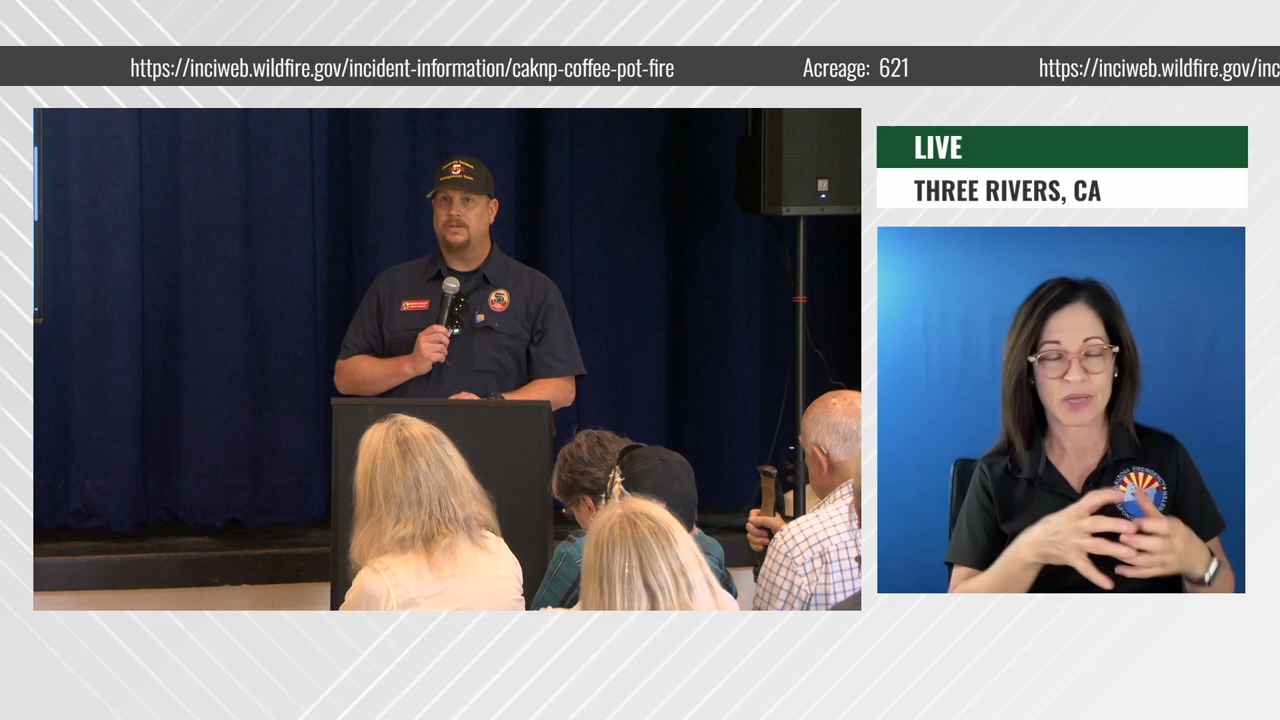 https://inciweb.wildfire.gov/incident-information/caknp-coffee-pot-fire Acreage: 621 https://inciweb.wildfire.gov/inc
LIVE
THREE RIVERS, CA